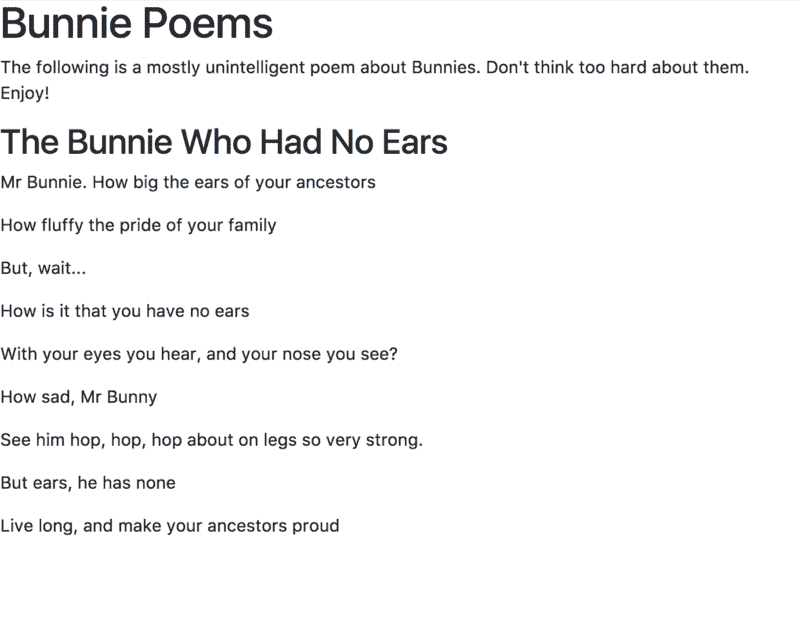 Bunnie Poems
The following is a mostly unintelligent poem about Bunnies. Don't think too hard about them.
Enjoy!
The Bunnie Who Had No Ears
Mr Bunnie. How big the ears of your ancestors
How fluffy the pride of your family
But, wait...
How is it that you have no ears
With your eyes you hear, and your nose you see?
How sad, Mr Bunny
See him hop, hop, hop about on legs so very strong.
But ears, he has none
Live long, and make your ancestors proud